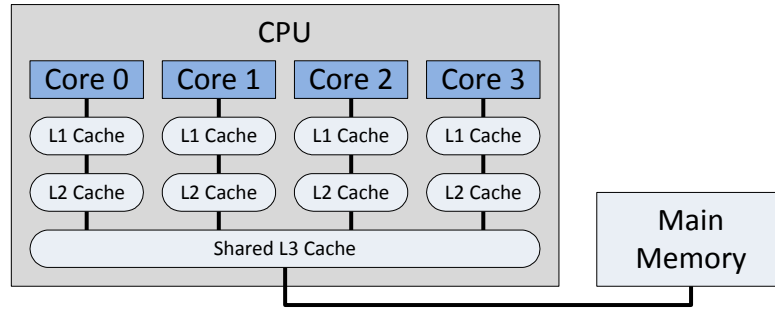 CPU
Core 0
Core 1
Core 2
Core 3
L1 Cache
L1 Cache
L1 Cache
L1 Cache
L2 Cache
L2 Cache
L2 Cache
L2 Cache
Shared L3 Cache
Main
Memory